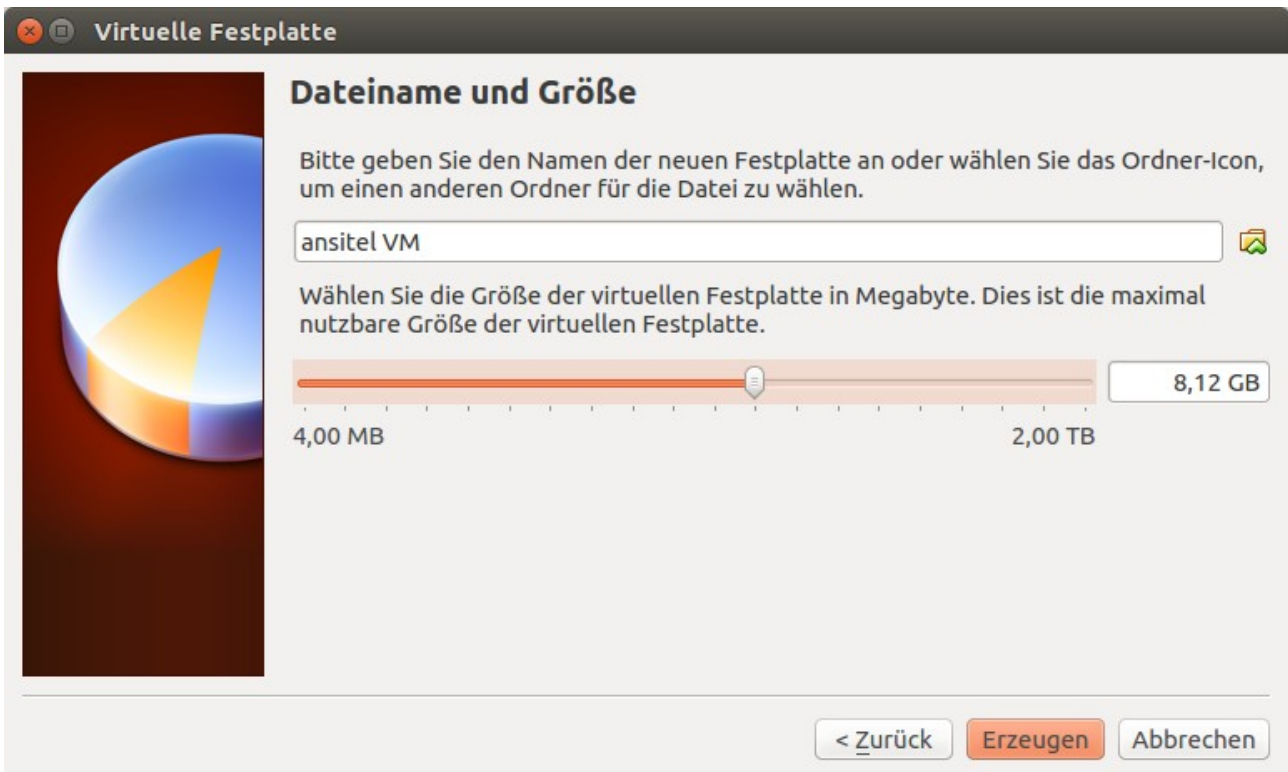 Virtuelle Festplatte
Dateiname und Größe
Bitte geben Sie den Namen der neuen Festplatte an oder wählen Sie das Ordner-Icon,
um einen anderen Ordner für die Datei zu wählen.
ansitel VM
Wählen Sie die Größe der virtuellen Festplatte in Megabyte. Dies ist die maximal
nutzbare Größe der virtuellen Festplatte.
8,12 GB
4,00 MB 2,00 TB
< Zurück Erzeugen Abbrechen